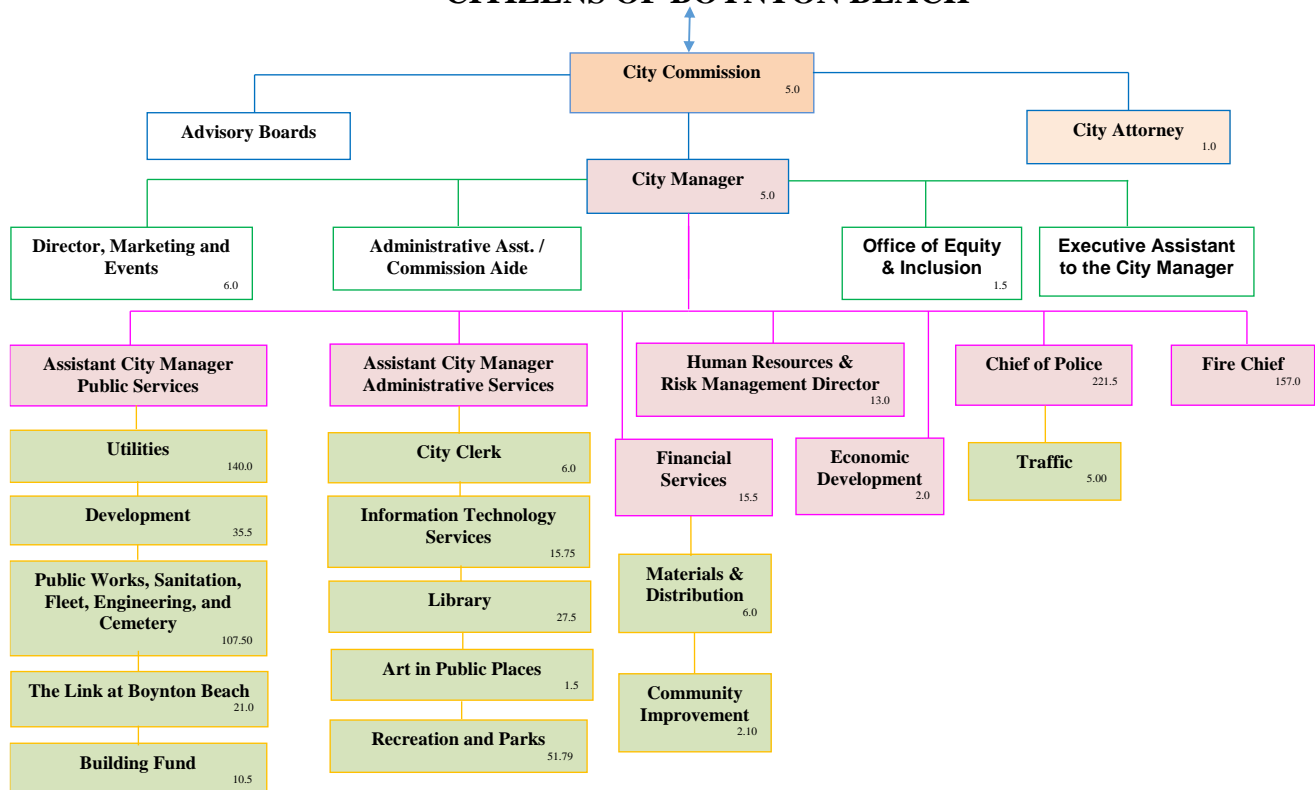 CITIZENS OF BOYNTON BEACH
City Commission
5.0
Advisory Boards
City Attorney
1.0
City Manager
5.0
Director, Marketing and
Events
6.0
Administrative Asst. /
Commission Aide
Office of Equity
& Inclusion
1.5
Executive Assistant
to the City Manager
Assistant City Manager
Public Services
Assistant City Manager
Administrative Services
Human Resources &
Risk Management Director
13.0
Chief of Police
221.5
Fire Chief
157.0
Utilities
140.0
City Clerk
6.0
Financial
Services
15.5
Economic
Development
2.0
Traffic
5.00
Development
35.5
Information Technology
Services
15.75
Public Works, Sanitation,
Fleet, Engineering, and
Cemetery
107.50
Library
27.5
Materials &
Distribution
6.0
The Link at Boynton Beach
21.0
Art in Public Places
1.5
Community
Improvement
2.10
Building Fund
10.5
Recreation and Parks
51.79